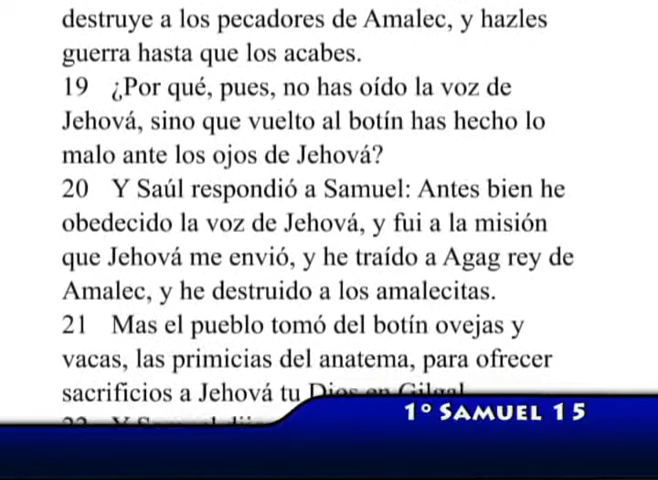 destruye a los pecadores de Amalec, y hazles
guerra hasta que los acabes.
19 ¿Por qué, pues, no has oído la voz de
Jehová, sino que vuelto al botín has hecho lo
malo ante los ojos de Jehová?
20 Y Saúl respondió a Samuel: Antes bien he
obedecido la voz de Jehová, y fui a la misión
que Jehová me envió, y he traído a Agag rey de
Amalec, y he destruido a los amalecitas.
21 Mas el pueblo tomó del botín ovejas y
vacas, las primicias del anatema, para ofrecer
sacrificios a Jehová tu Dios en Gilgal
1º SAMUEL 15